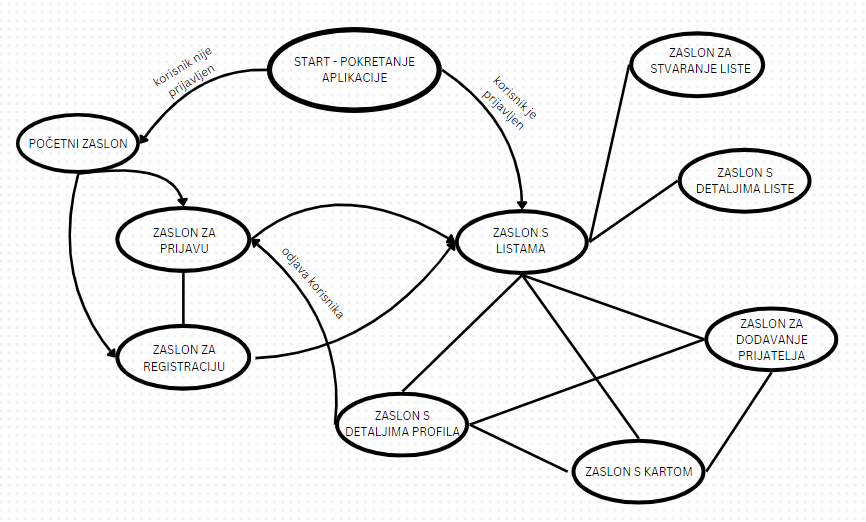 START - POKRETANJE
APLIKACIJE
korisnik nije
prijavljen
korisnik je
prijavljen
ZASLON ZA
STVARANJE LISTE
POČETNI ZASLON
ZASLON S
DETALJIMA LISTE
ZASLON ZA
PRIJAVU
ZASLON S
LISTAMA
odjava korisnika
ZASLON ZA
DODAVANJE
PRIJATELJA
ZASLON ZA
REGISTRACIJU
ZASLON S
DETALJIMA PROFILA
ZASLON S KARTOM